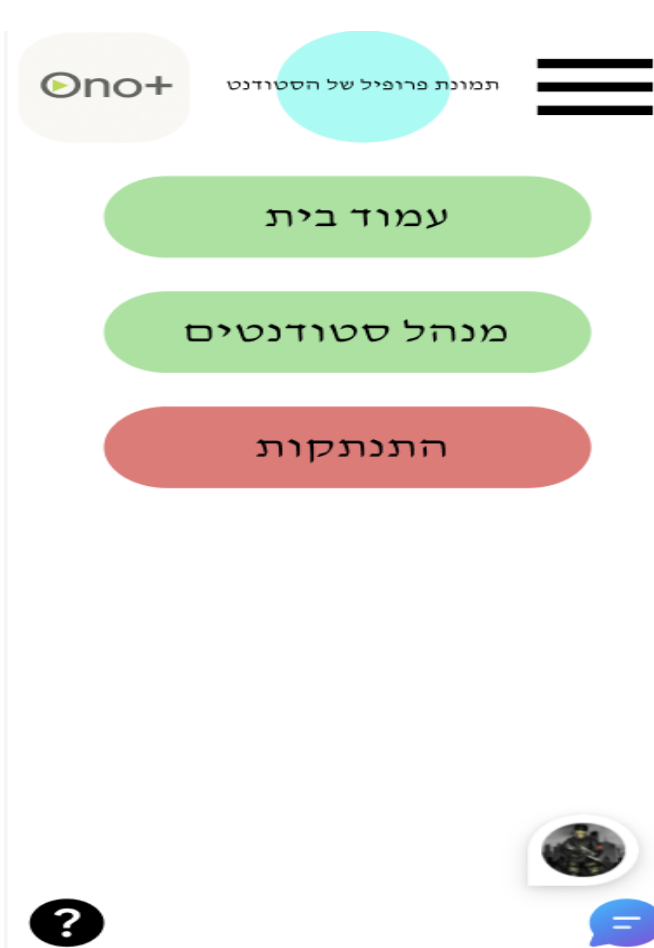 Ono+
תמונת פרופיל של הסטודנט
עמוד בית
מנהל סטודנטים
התנתקות
?